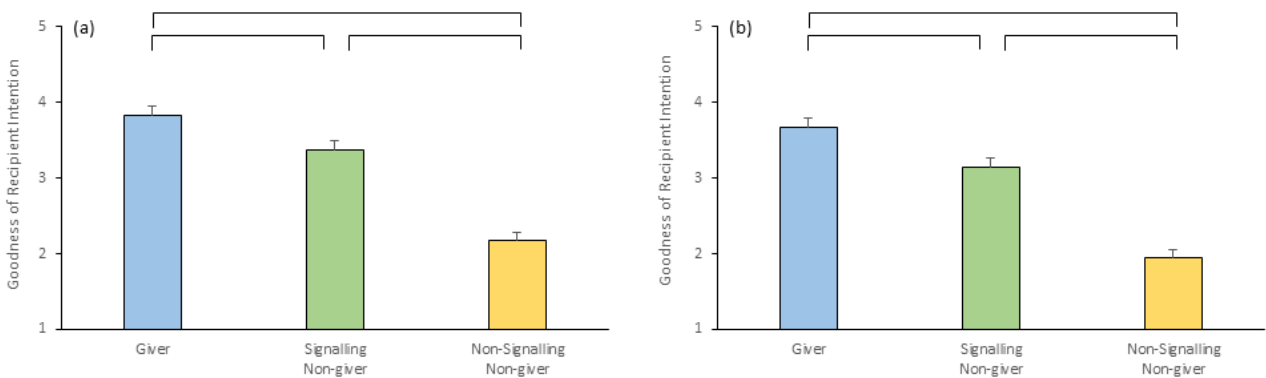 (a)
Goodness of Recipient Intention
5
4
3
2
1
Giver
Signalling
Non-giver
Non-Signalling
Non-giver
(b)
Goodness of Recipient Intention
5
4
3
2
1
Giver
Signalling
Non-giver
Non-Signalling
Non-giver